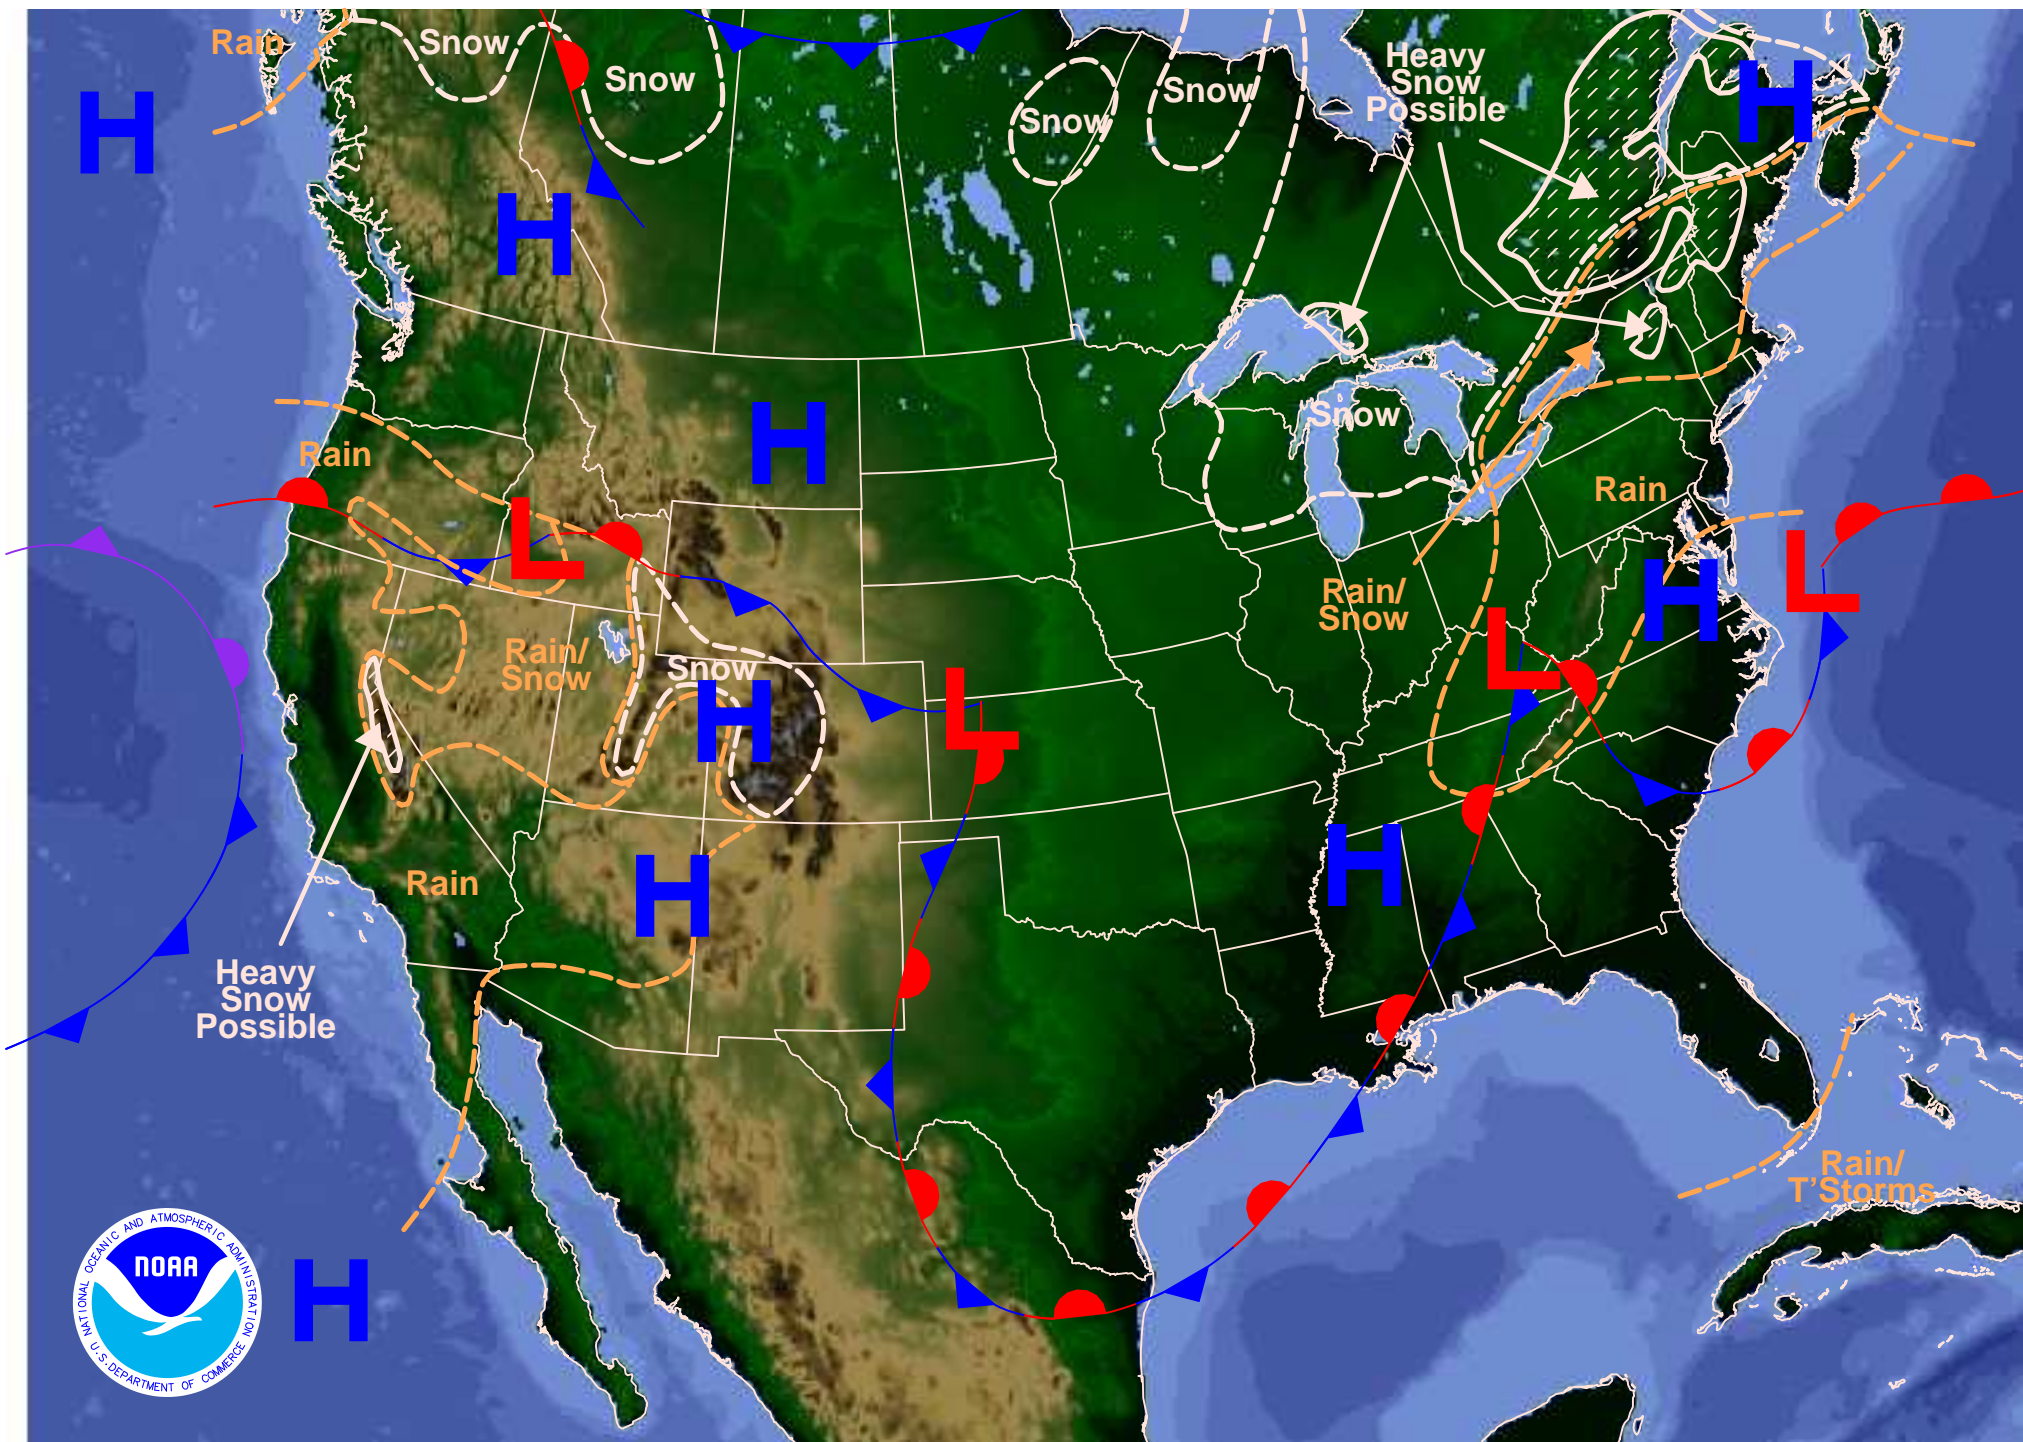 Rain
Snow
Snow
Heavy
Snow
Possible
H
Snow
Snow
H
H
H
Snow
Rain
Rain
L
L
H
Rain/
Snow
L
Rain/
Snow
Snow
H
L
H
H
Rain
Heavy
Snow
Possible
Rain/
T'Storms
H
NATIONAL OCEANIC AND ATMOSPHERIC ADMINISTRATION
NOAA
U.S. DEPARTMENT OF COMMERCE